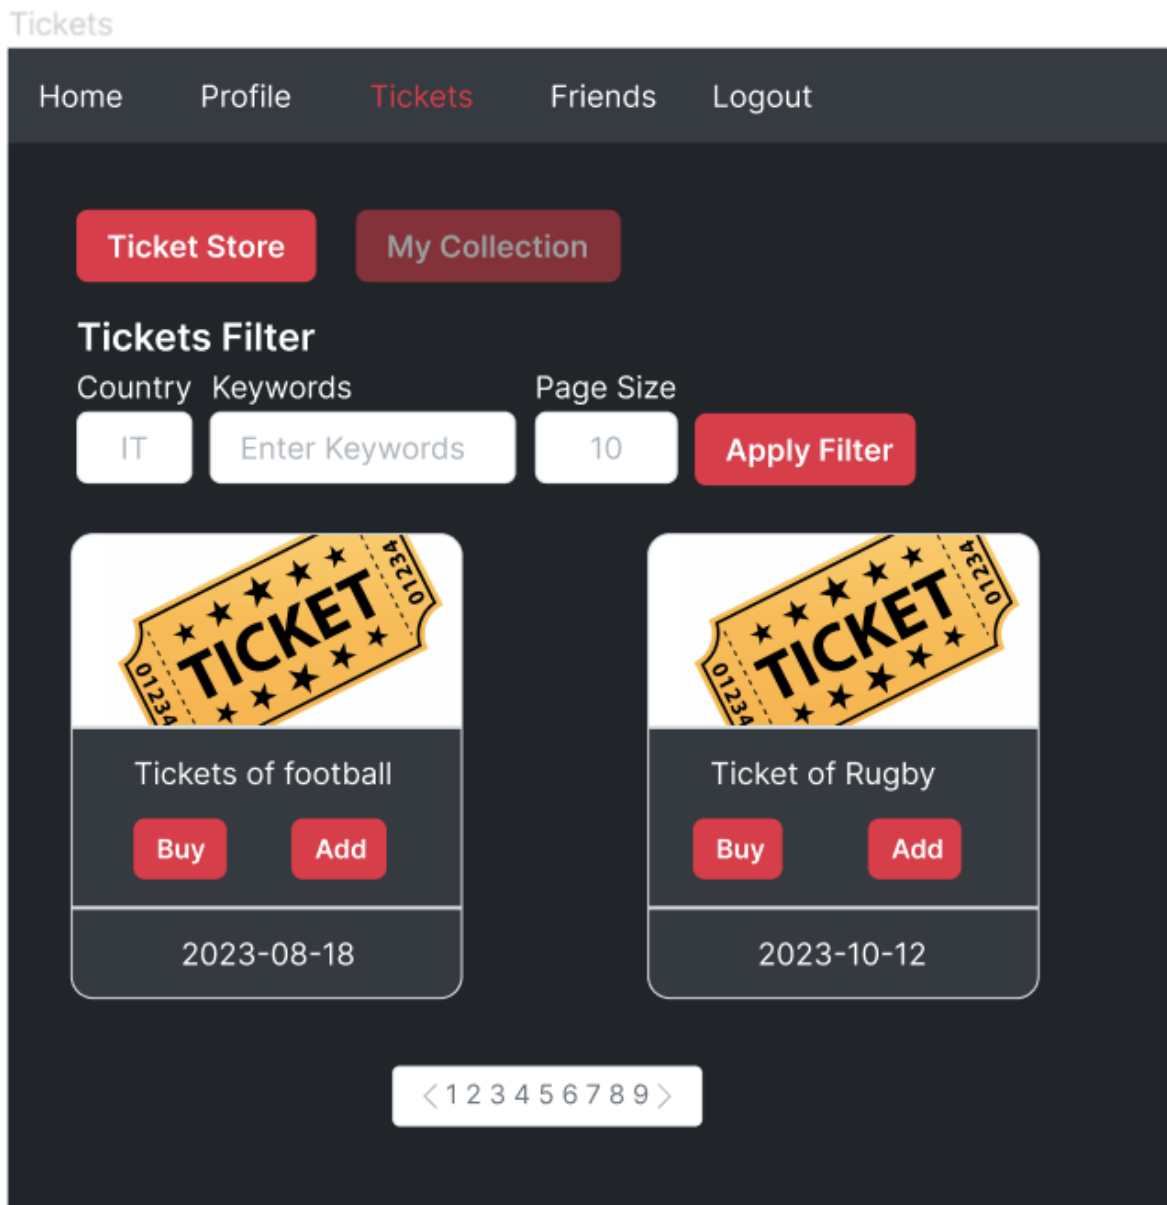 Tickets
Home Profile Tickets Friends Logout
Ticket Store My Collection
Tickets Filter
Country Keywords Page Size
IT Enter Keywords 10 Apply Filter
TICKET 01234 01234
TICKET 01234 01234
Tickets of football
Buy Add
2023-08-18
Ticket of Rugby
Buy Add
2023-10-12
<1 2 3 4 5 6 7 8 9>